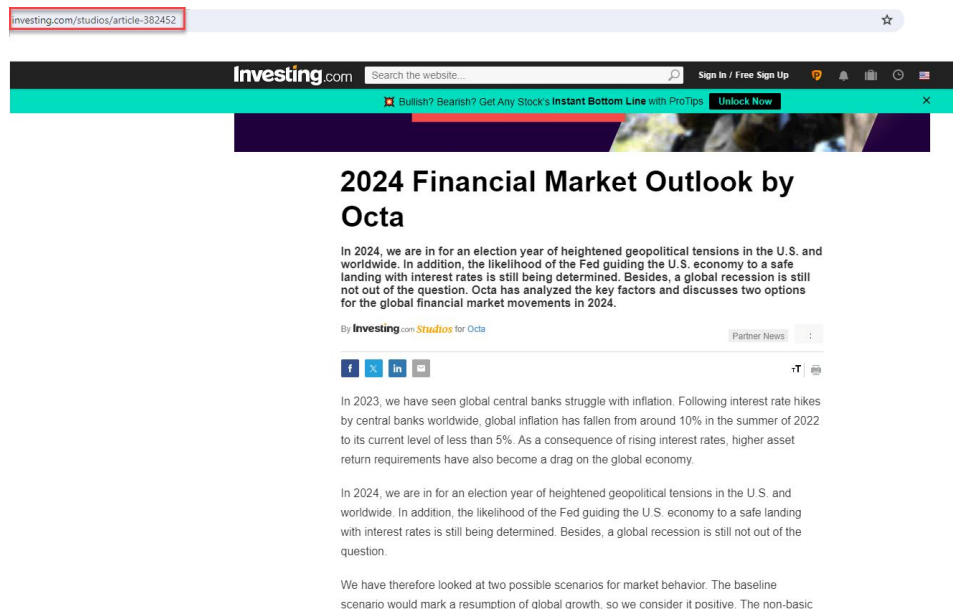 investing.com/studios/article-382452
Investing.com Search the website... Sign In / Free Sign Up
Bullish? Bearish? Get Any Stock's Instant Bottom Line with ProTips Unlock Now
2024 Financial Market Outlook by
Octa
In 2024, we are in for an election year of heightened geopolitical tensions in the U.S. and
worldwide. In addition, the likelihood of the Fed guiding the U.S. economy to a safe
landing with interest rates is still being determined. Besides, a global recession is still
not out of the question. Octa has analyzed the key factors and discusses two options
for the global financial market movements in 2024.
By Investing.com Studios for Octa
Partner News
In 2023, we have seen global central banks struggle with inflation. Following interest rate hikes
by central banks worldwide, global inflation has fallen from around 10% in the summer of 2022
to its current level of less than 5%. As a consequence of rising interest rates, higher asset
return requirements have also become a drag on the global economy.
In 2024, we are in for an election year of heightened geopolitical tensions in the U.S. and
worldwide. In addition, the likelihood of the Fed guiding the U.S. economy to a safe landing
with interest rates is still being determined. Besides, a global recession is still not out of the
question.
We have therefore looked at two possible scenarios for market behavior. The baseline
scenario would mark a resumption of global growth, so we consider it positive. The non-basic